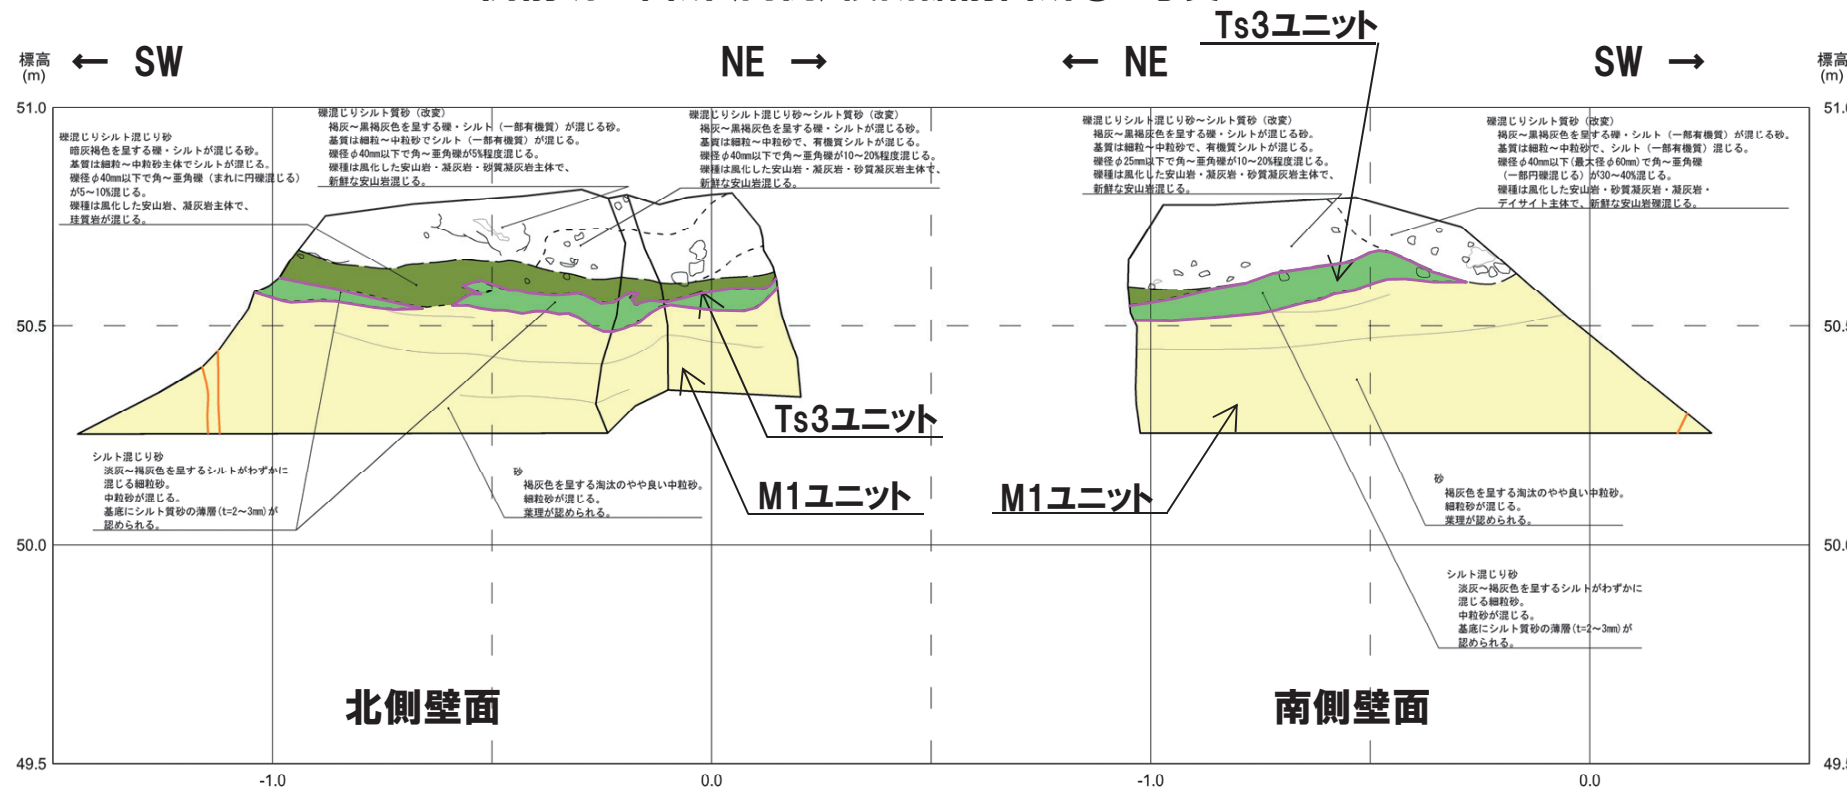 Ts3ユニット
標高
(m)
← SW
NE →
← NE
SW →
標高
(m)
51.0
礫混じりシルト混じり砂
暗灰褐色を呈する礫・シルトが混じる砂。
基質は細粒～中粒砂主体でシルトが混じる。
礫径φ40mm以下で角～亜角礫（まれに円礫混じる）
が5～10%混じる。
礫種は風化した安山岩、凝灰岩主体で、
珪質岩が混じる。
礫混じりシルト質砂（改変）
褐灰～黒褐灰色を呈する礫・シルト（一部有機質）が混じる砂。
基質は細粒～中粒砂でシルト（一部有機質）が混じる。
礫径φ40mm以下で角～亜角礫が5%程度混じる。
礫種は風化した安山岩・凝灰岩・砂質凝灰岩主体で、
新鮮な安山岩混じる。
礫混じりシルト混じり砂～シルト質砂（改変）
褐灰～黒褐灰色を呈する礫・シルトが混じる砂。
基質は細粒～中粒砂で、有機質シルトが混じる。
礫径φ40mm以下で角～亜角礫が10～20%程度混じる。
礫種は風化した安山岩・凝灰岩・砂質凝灰岩主体で、
新鮮な安山岩混じる。
礫混じりシルト混じり砂～シルト質砂（改変）
褐灰～黒褐灰色を呈する礫・シルトが混じる砂。
基質は細粒～中粒砂で、有機質シルトが混じる。
礫径φ25mm以下で角～亜角礫が10～20%程度混じる。
礫種は風化した安山岩・凝灰岩・砂質凝灰岩主体で、
新鮮な安山岩混じる。
礫混じりシルト質砂（改変）
褐灰～黒褐灰色を呈する礫・シルト（一部有機質）が混じる砂。
基質は細粒～中粒砂で、シルト（一部有機質）混じる。
礫径φ40mm以下(最大径φ60mm)で角～亜角礫
（一部円礫混じる）が30～40%混じる。
礫種は風化した安山岩・砂質凝灰岩・凝灰岩・
デイサイト主体で、新鮮な安山岩礫混じる。
50.5
Ts3ユニット
M1ユニット
M1ユニット
シルト混じり砂
淡灰～褐灰色を呈するシルトがわずかに
混じる細粒砂。
中粒砂が混じる。
基底にシルト質砂の薄層(t=2～3mm)が
認められる。
砂
褐灰色を呈する淘汰のやや良い中粒砂。
細粒砂が混じる。
葉理が認められる。
砂
褐灰色を呈する淘汰のやや良い中粒砂。
細粒砂が混じる。
葉理が認められる。
50.0
シルト混じり砂
淡灰～褐灰色を呈するシルトがわずかに
混じる細粒砂。
中粒砂が混じる。
基底にシルト質砂の薄層(t=2～3mm)が
認められる。
北側壁面
南側壁面
49.5
-1.0
0.0
-1.0
0.0